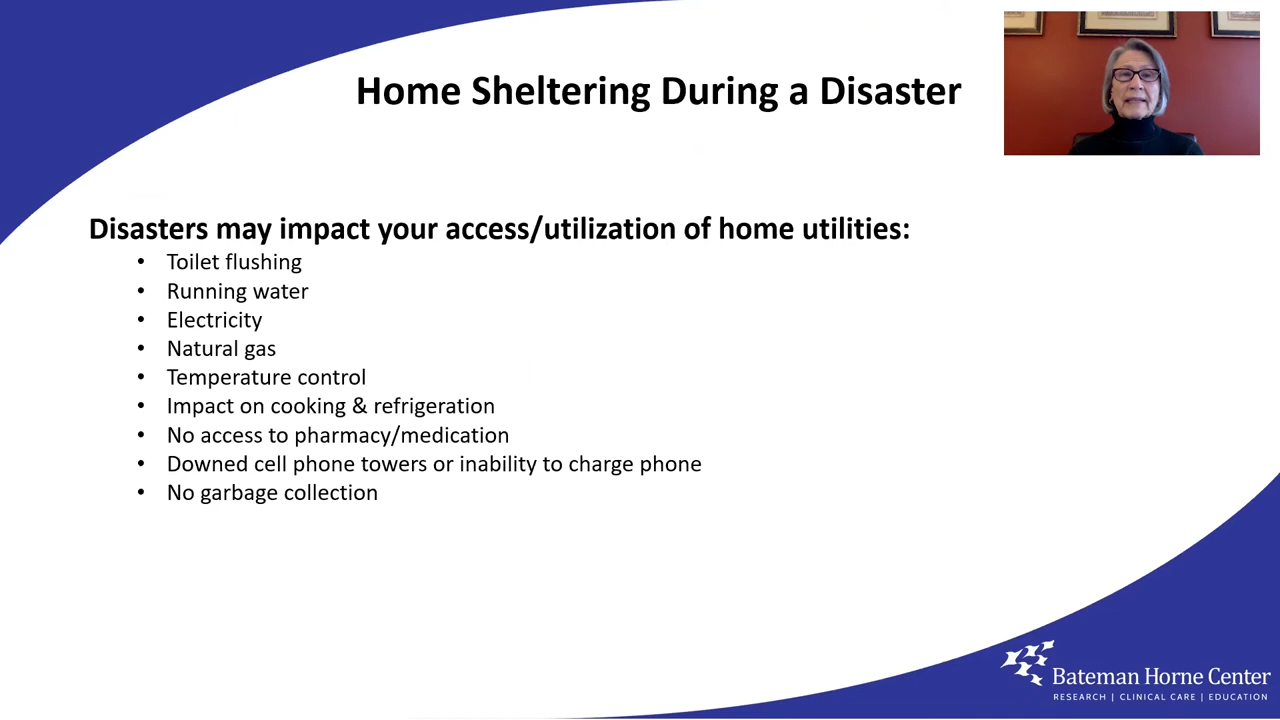 Home Sheltering During a Disaster
Disasters may impact your access/utilization of home utilities:
• Toilet flushing
• Running water
• Electricity
• Natural gas
• Temperature control
• Impact on cooking & refrigeration
• No access to pharmacy/medication
• Downed cell phone towers or inability to charge phone
• No garbage collection
Bateman Horne Center
RESEARCH | CLINICAL CARE | EDUCATION